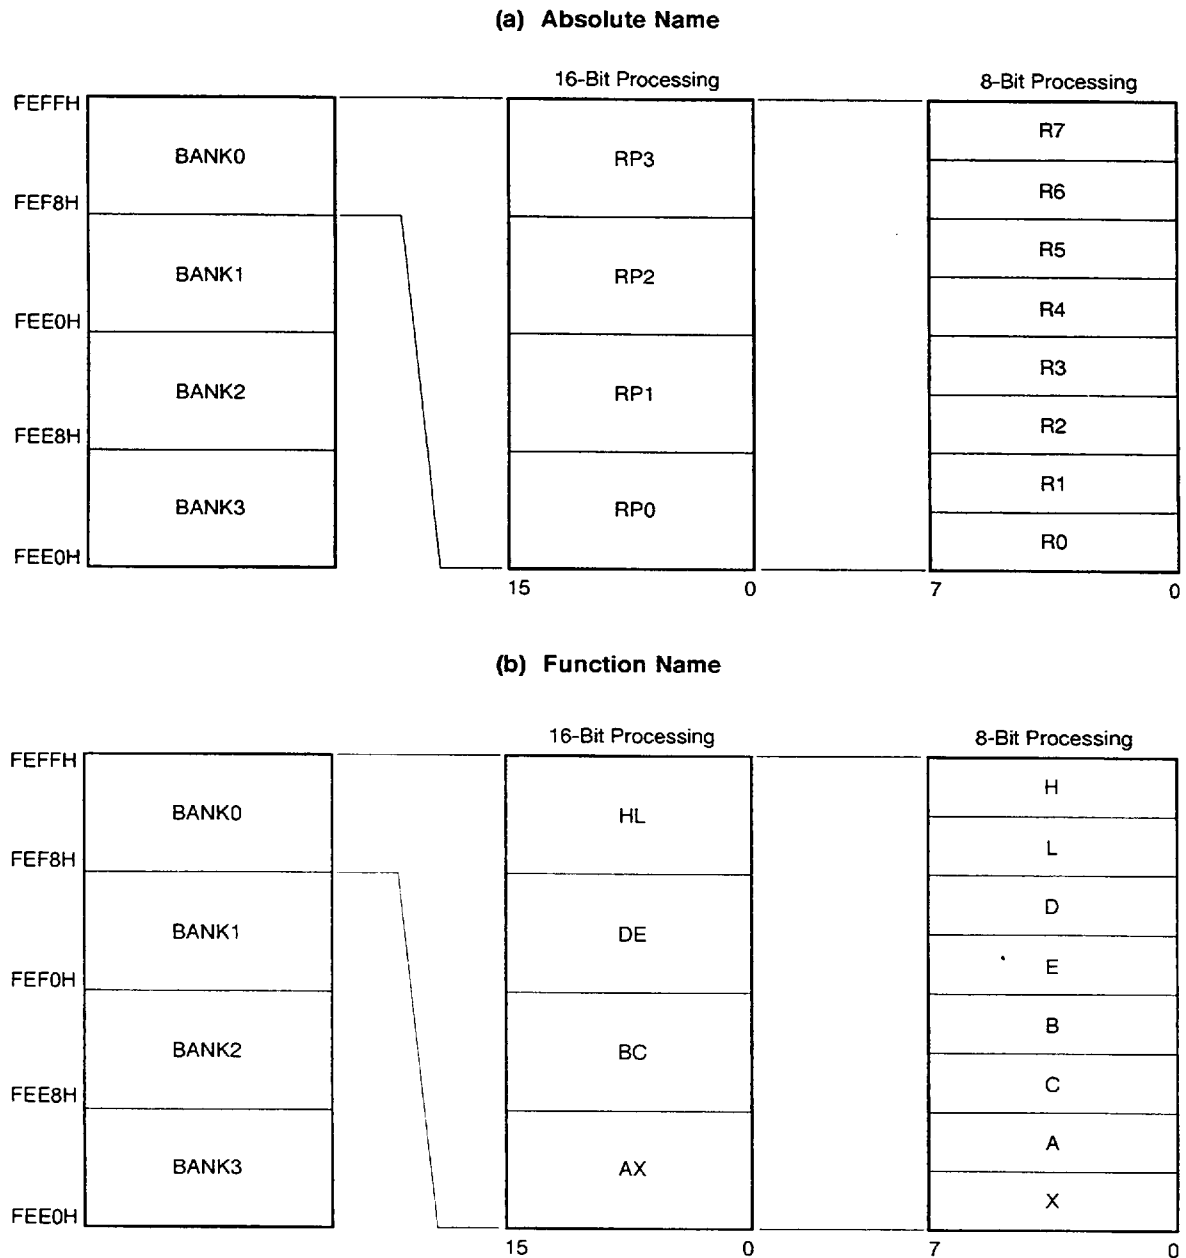 (a) Absolute Name
16-Bit Processing
8-Bit Processing
FEFFH
BANK0
FEF8H
BANK1
FEE0H
BANK2
FEE8H
BANK3
FEE0H
RP3
RP2
RP1
RP0
15 0
R7
R6
R5
R4
R3
R2
R1
R0
7 0
(b) Function Name
16-Bit Processing
8-Bit Processing
FEFFH
BANK0
FEF8H
BANK1
FEF0H
BANK2
FEE8H
BANK3
FEE0H
HL
DE
BC
AX
15 0
H
L
D
E
B
C
A
X
7 0